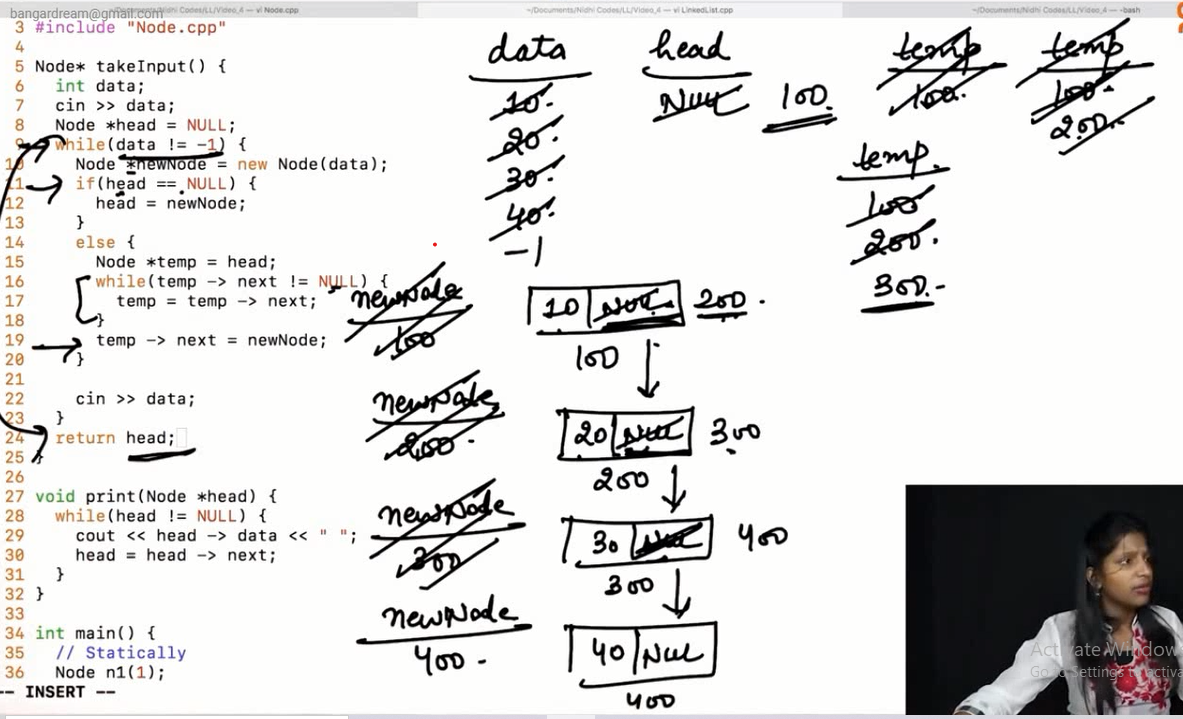 bangardream@gmail.com
~/Documents/Nidhi Codes/LL/Video_4 — vi Node.cpp
~/Documents/Nidhi Codes/LL/Video_4 — vi LinkedList.cpp
~/Documents/Nidhi Codes/LL/Video_4 — -bash
3 #include "Node.cpp"
4
5 Node* takeInput() {
6 int data;
7 cin >> data;
8 Node *head = NULL;
9 while(data != -1) {
10 Node *newNode = new Node(data);
11 if(head == NULL) {
12 head = newNode;
13 }
14 else {
15 Node *temp = head;
16 while(temp -> next != NULL) {
17 temp = temp -> next;
18 }
19 temp -> next = newNode;
20 }
21
22 cin >> data;
23 }
24 return head;
25 }
26
27 void print(Node *head) {
28 while(head != NULL) {
29 cout << head -> data << " ";
30 head = head -> next;
31 }
32 }
33
34 int main() {
35 // Statically
36 Node n1(1);
-- INSERT --
data
10
20
30
40
-1
head
NULL 100
temp
100
temp
100
200
temp
100
200
300
newNode
100
newNode
200
newNode
300
newNode
400
10 NULL 200
100
20 NULL 300
200
30 NULL 400
300
40 NULL
400
Activate Window
Go to Settings to activa